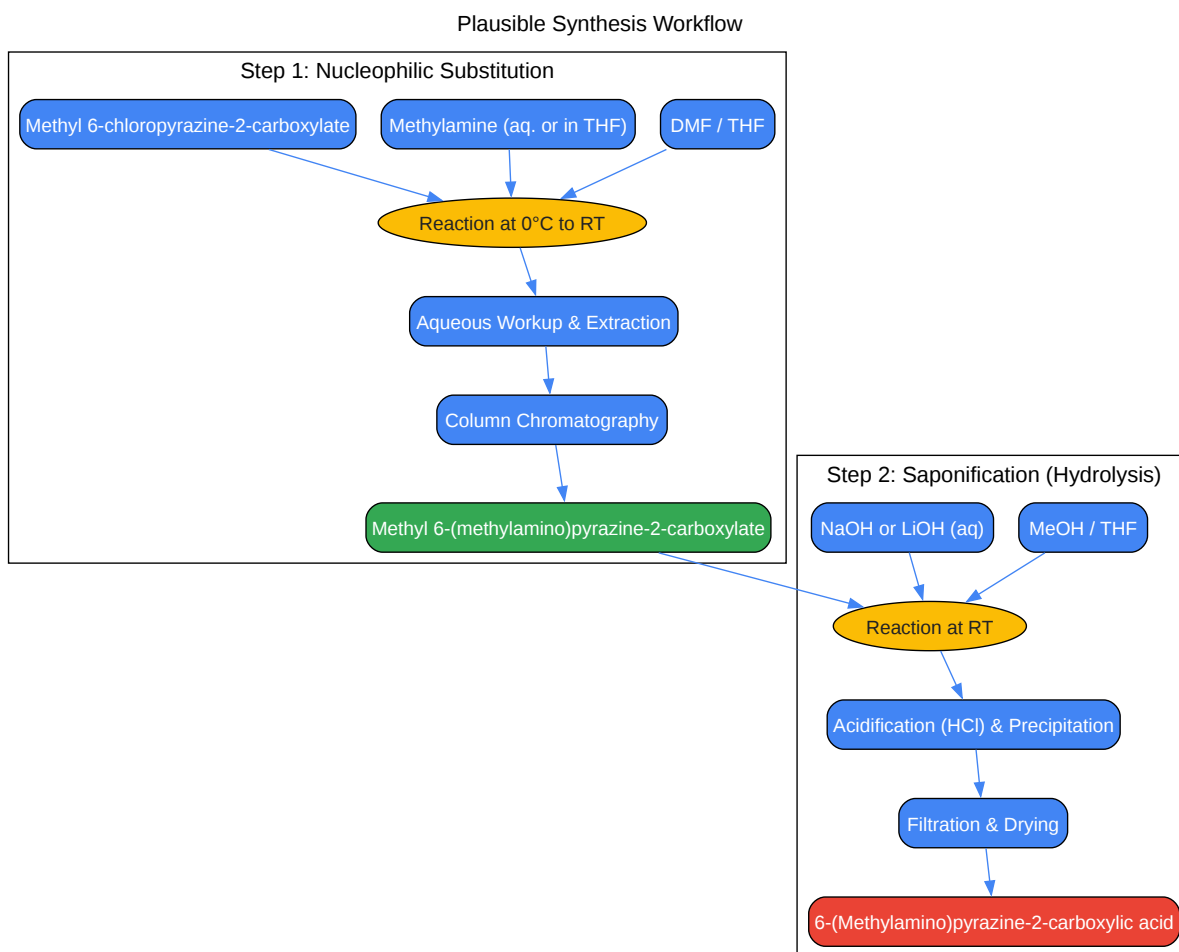 Plausible Synthesis Workflow
Step 1: Nucleophilic Substitution
Methyl 6-chloropyrazine-2-carboxylate
Methylamine (aq. or in THF)
DMF / THF
Reaction at 0°C to RT
Aqueous Workup & Extraction
Column Chromatography
Methyl 6-(methylamino)pyrazine-2-carboxylate
Step 2: Saponification (Hydrolysis)
NaOH or LiOH (aq)
MeOH / THF
Reaction at RT
Acidification (HCl) & Precipitation
Filtration & Drying
6-(Methylamino)pyrazine-2-carboxylic acid